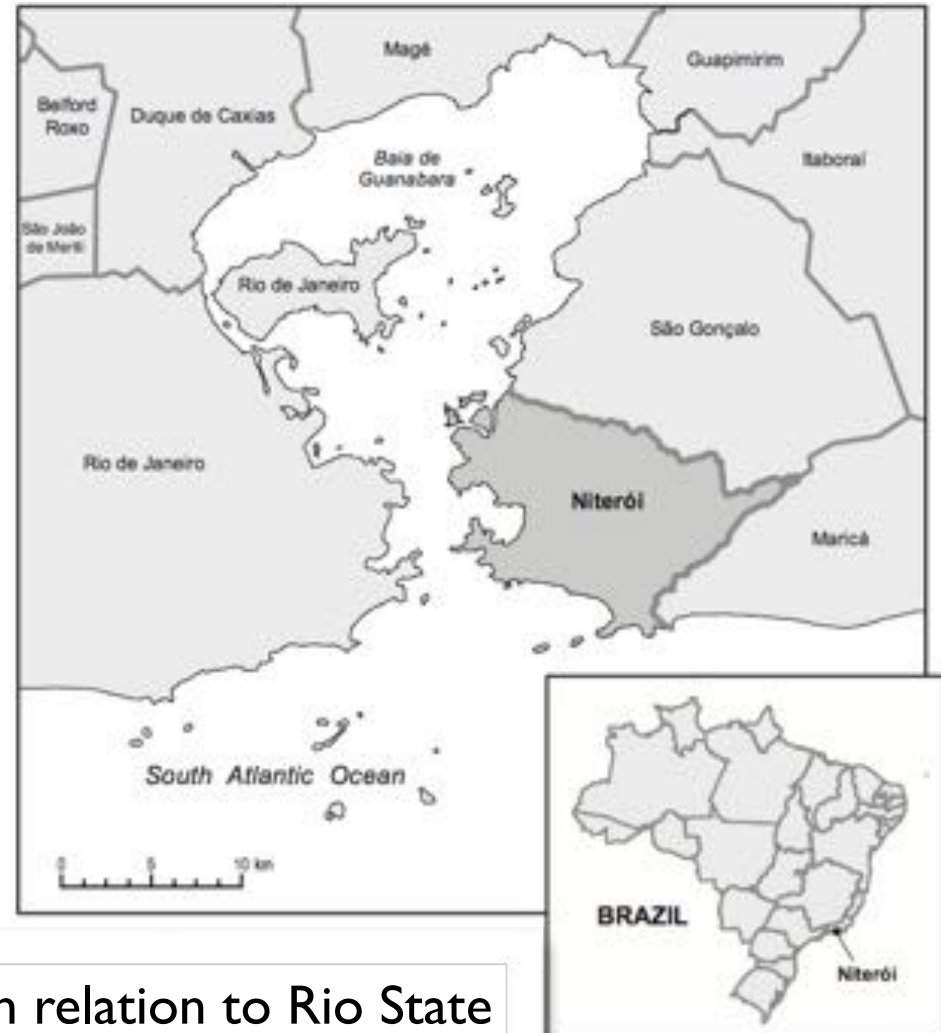 Magé
Guapimirim
Belford
Roxo
Duque de Caxias
Baía de
Guanabara
Itaboraí
São João
de Meriti
Rio de Janeiro
São Gonçalo
Rio de Janeiro
Niterói
Maricá
South Atlantic Ocean
0 5 10 km
BRAZIL
Niterói
n relation to Rio State